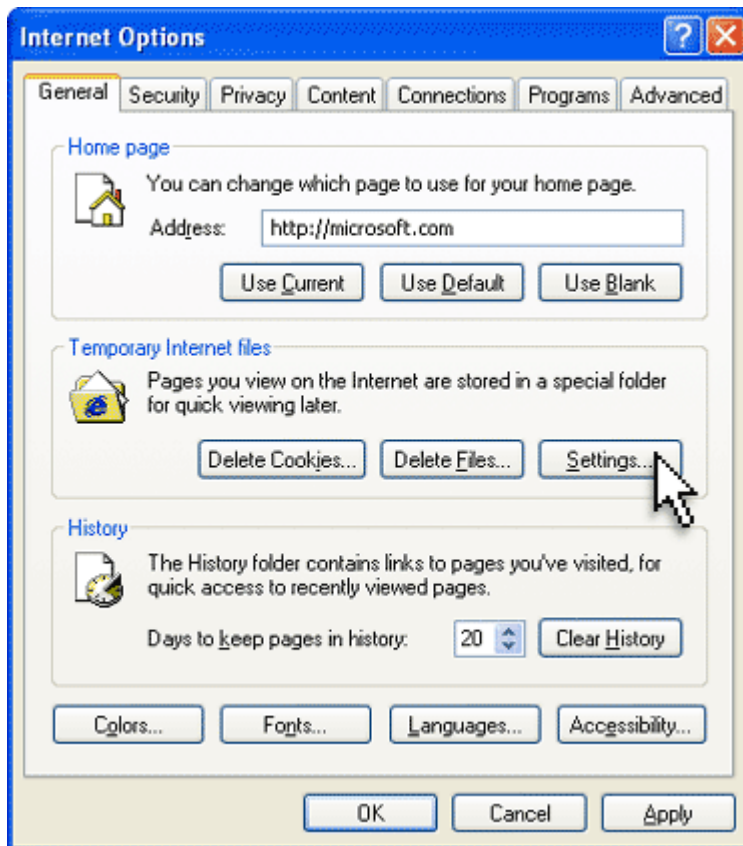 Internet Options
General Security Privacy Content Connections Programs Advanced
Home page
You can change which page to use for your home page.
Address: http://microsoft.com
Use Current Use Default Use Blank
Temporary Internet files
Pages you view on the Internet are stored in a special folder
for quick viewing later.
Delete Cookies... Delete Files... Settings...
History
The History folder contains links to pages you've visited, for
quick access to recently viewed pages.
Days to keep pages in history: 20 Clear History
Colors... Fonts... Languages... Accessibility...
OK Cancel Apply